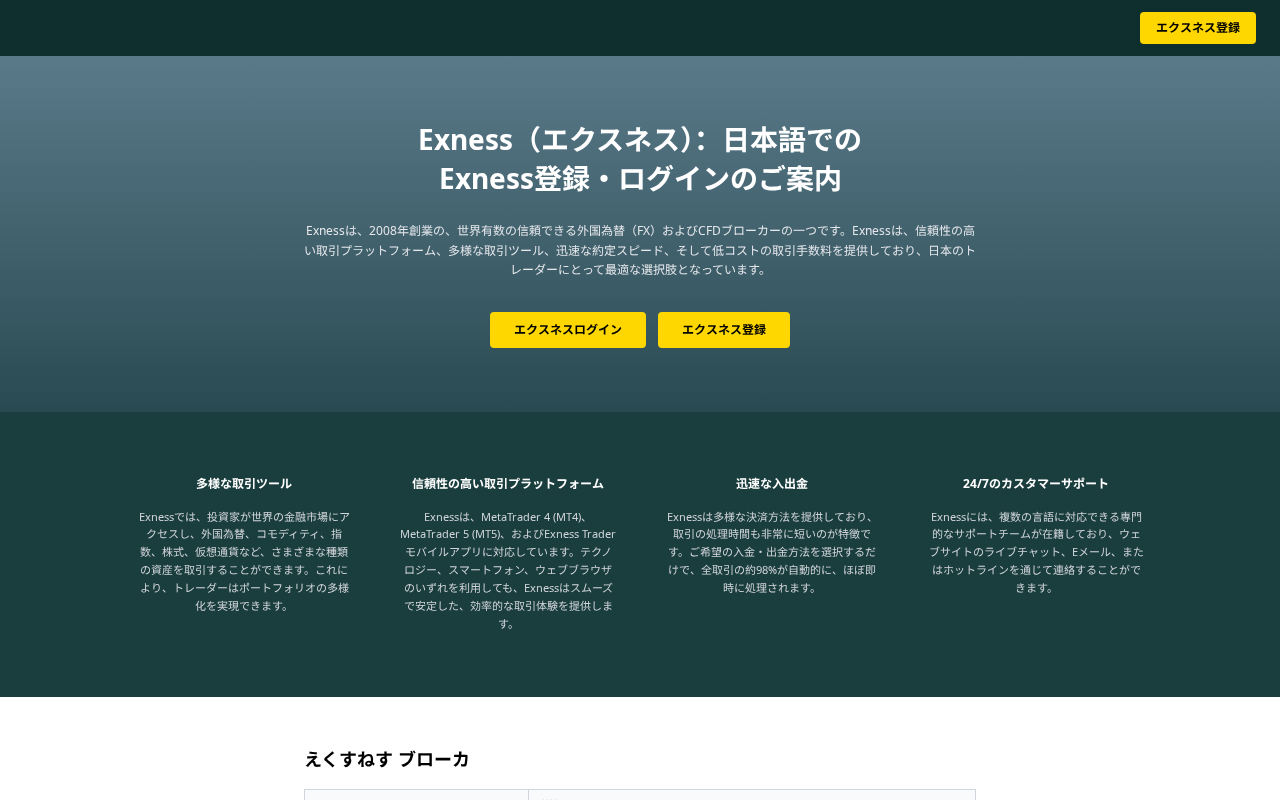 エクスネス登録
Exness（エクスネス）：日本語での
Exness登録・ログインのご案内
Exnessは、2008年創業の、世界有数の信頼できる外国為替（FX）およびCFDブローカーの一つです。Exnessは、信頼性の高
い取引プラットフォーム、多様な取引ツール、迅速な約定スピード、そして低コストの取引手数料を提供しており、日本のト
レーダーにとって最適な選択肢となっています。
エクスネスログイン
エクスネス登録
多様な取引ツール
Exnessでは、投資家が世界の金融市場にア
クセスし、外国為替、コモディティ、指
数、株式、仮想通貨など、さまざまな種類
の資産を取引することができます。これに
より、トレーダーはポートフォリオの多様
化を実現できます。
信頼性の高い取引プラットフォーム
Exnessは、MetaTrader 4 (MT4)、
MetaTrader 5 (MT5)、およびExness Trader
モバイルアプリに対応しています。テクノ
ロジー、スマートフォン、ウェブブラウザ
のいずれを利用しても、Exnessはスムーズ
で安定した、効率的な取引体験を提供しま
す。
迅速な入出金
Exnessは多様な決済方法を提供しており、
取引の処理時間も非常に短いのが特徴で
す。ご希望の入金・出金方法を選択するだ
けで、全取引の約98%が自動的に、ほぼ即
時に処理されます。
24/7のカスタマーサポート
Exnessには、複数の言語に対応できる専門
的なサポートチームが在籍しており、ウェ
ブサイトのライブチャット、Eメール、また
はホットラインを通じて連絡することがで
きます。
えくすねす ブローカ